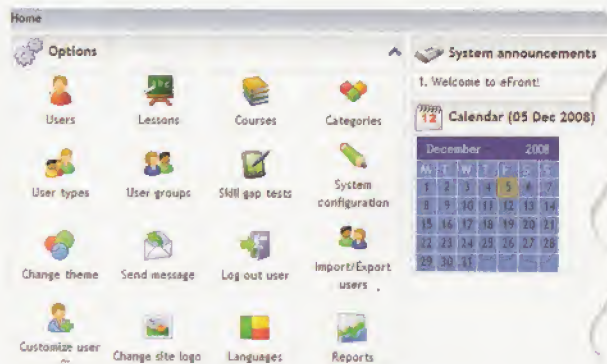 Home
Options
Users
Lessons
Courses
Categories
User types
User groups
Skill gap tests
System
configuration
Change theme
Send message
Log out user
Import/Export
users
Customize user
Change site logo
Languages
Reports
System announcements
1. Welcome to eFront!
12 Calendar (05 Dec 2008)
December 2008
M T W T F S S
1 2 3 4 5 6 7
8 9 10 11 12 13 14
15 16 17 18 19 20 21
22 23 24 25 26 27 28
29 30 31